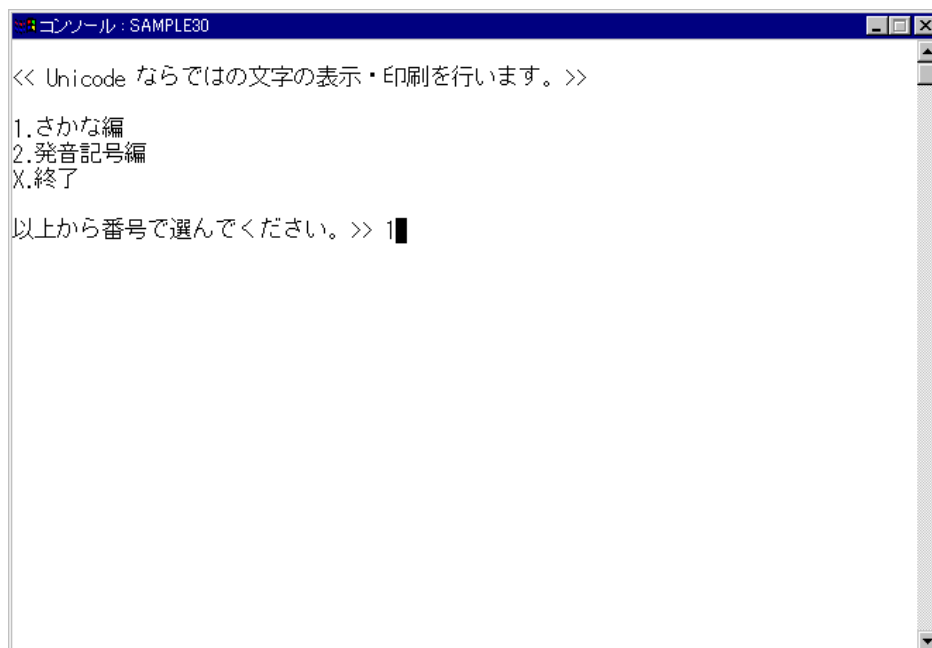 コンソール : SAMPLE30
<< Unicode ならではの文字の表示・印刷を行います。>>
1.さかな編
2.発音記号編
X.終了
以上から番号で選んでください。>> 1